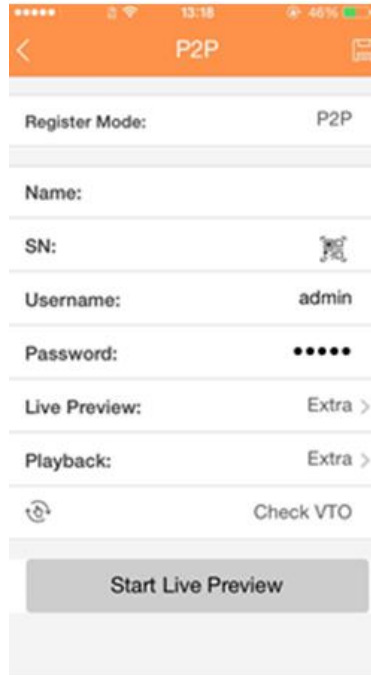 13:18 46%
P2P
Register Mode: P2P
Name:
SN:
Username: admin
Password: •••••
Live Preview: Extra
Playback: Extra
Check VTO
Start Live Preview